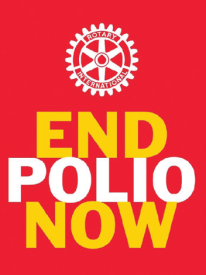 ROTARY
INTERNATIONAL
END
POLIO
NOW